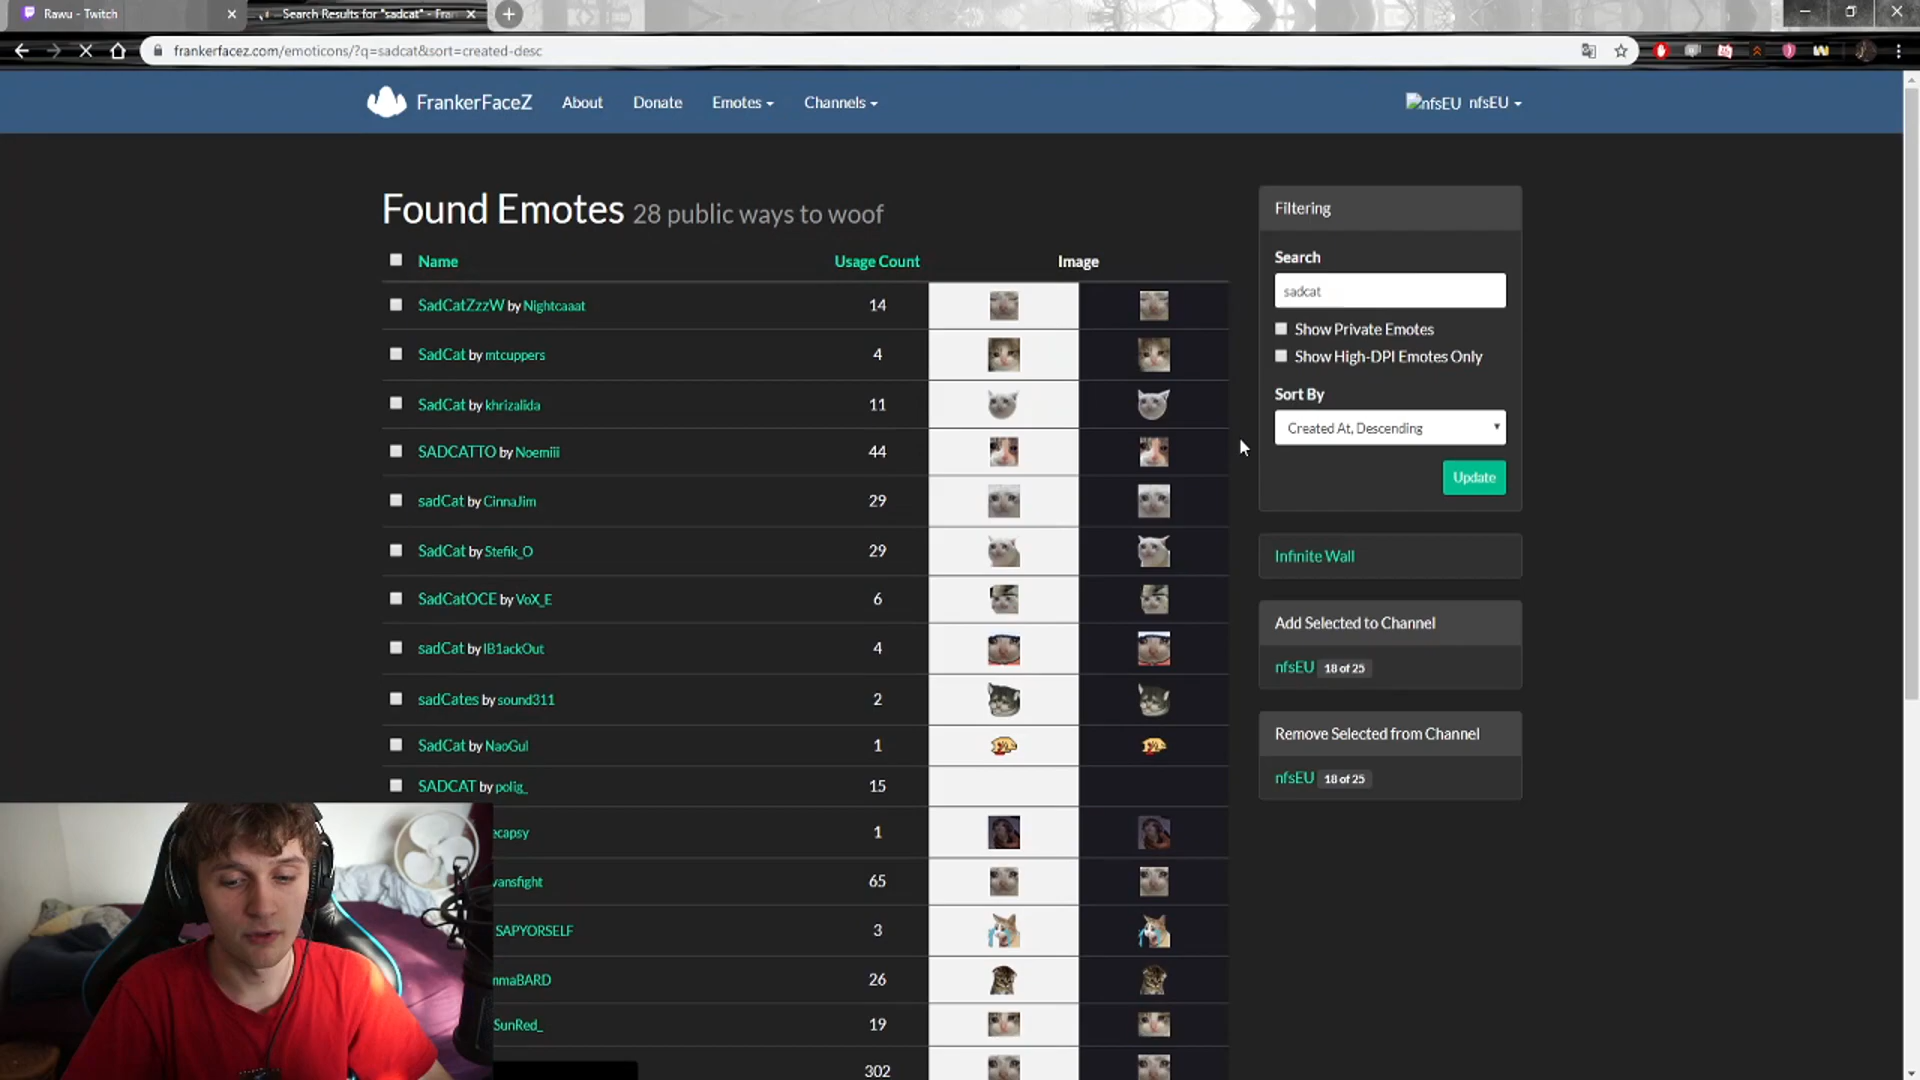 Rawu - Twitch
Search Results for "sadcat" - Fra
frankerfacez.com/emoticons/?q=sadcat&sort=created-desc
FrankerFaceZ
About
Donate
Emotes
Channels
nfsEU nfsEU
Found Emotes 28 public ways to woof
Name Usage Count Image
SadCatZzzW by Nightcaaat 14
SadCat by mtcuppers 4
SadCat by khrizalida 11
SADCATTO by Noemiii 44
sadCat by CinnaJim 29
SadCat by Stefik_O 29
SadCatOCE by VoX_E 6
sadCat by IB1ackOut 4
sadCates by sound311 2
SadCat by NaoGul 1
SADCAT by polig_ 15
ecapsy 1
vansfight 65
SAPYORSELF 3
mmaBARD 26
SunRed_ 19
302
Filtering
Search
sadcat
Show Private Emotes
Show High-DPI Emotes Only
Sort By
Created At, Descending
Update
Infinite Wall
Add Selected to Channel
nfsEU 18 of 25
Remove Selected from Channel
nfsEU 18 of 25